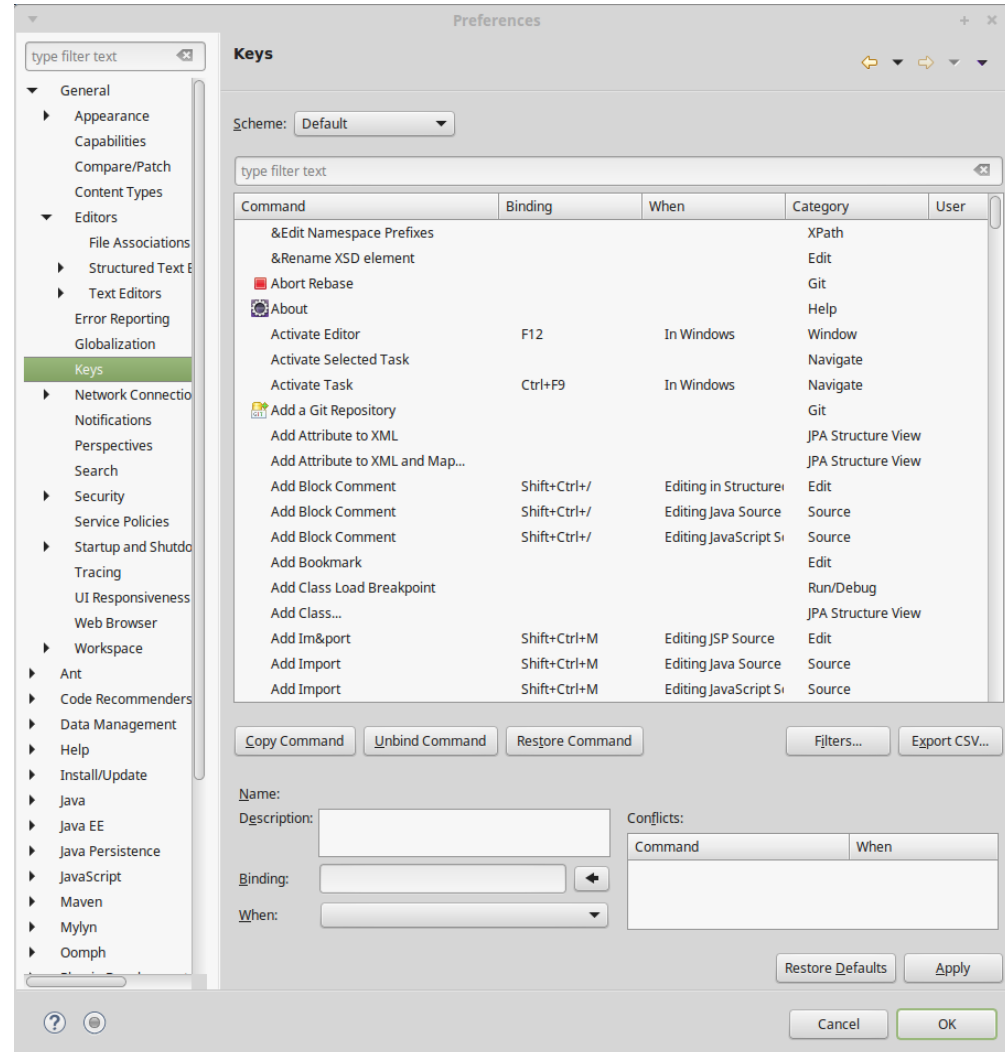 Preferences
type filter text
General
Appearance
Capabilities
Compare/Patch
Content Types
Editors
File Associations
Structured Text E
Text Editors
Error Reporting
Globalization
Keys
Network Connectio
Notifications
Perspectives
Search
Security
Service Policies
Startup and Shutdo
Tracing
UI Responsiveness
Web Browser
Workspace
Ant
Code Recommenders
Data Management
Help
Install/Update
Java
Java EE
Java Persistence
JavaScript
Maven
Mylyn
Oomph
Keys
Scheme: Default
type filter text
Command Binding When Category User
&Edit Namespace Prefixes XPath
&Rename XSD element Edit
Abort Rebase Git
About Help
Activate Editor F12 In Windows Window
Activate Selected Task Navigate
Activate Task Ctrl+F9 In Windows Navigate
Add a Git Repository Git
Add Attribute to XML JPA Structure View
Add Attribute to XML and Map... JPA Structure View
Add Block Comment Shift+Ctrl+/ Editing in Structured Edit
Add Block Comment Shift+Ctrl+/ Editing Java Source Source
Add Block Comment Shift+Ctrl+/ Editing JavaScript So Source
Add Bookmark Edit
Add Class Load Breakpoint Run/Debug
Add Class... JPA Structure View
Add Im&port Shift+Ctrl+M Editing JSP Source Edit
Add Import Shift+Ctrl+M Editing Java Source Source
Add Import Shift+Ctrl+M Editing JavaScript So Source
Copy Command Unbind Command Restore Command Filters... Export CSV...
Name:
Description:
Binding:
When:
Conflicts:
Command When
Restore Defaults Apply
Cancel OK